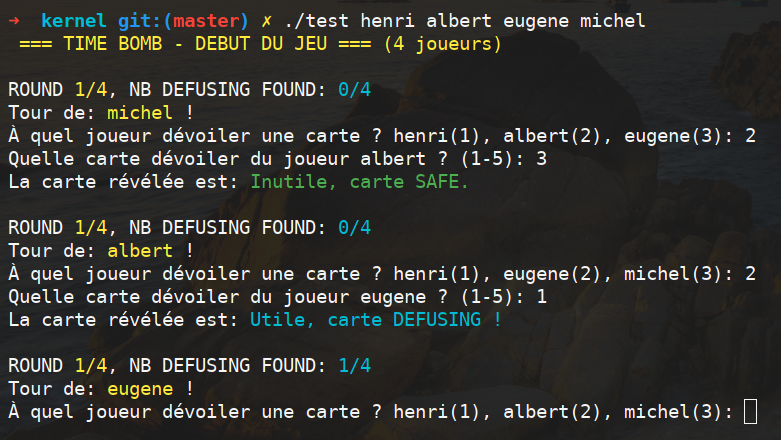 → kernel git:(master) ✗ ./test henri albert eugene michel
=== TIME BOMB - DEBUT DU JEU === (4 joueurs)
ROUND 1/4, NB DEFUSING FOUND: 0/4
Tour de: michel !
À quel joueur dévoiler une carte ? henri(1), albert(2), eugene(3): 2
Quelle carte dévoiler du joueur albert ? (1-5): 3
La carte révélée est: Inutile, carte SAFE.
ROUND 1/4, NB DEFUSING FOUND: 0/4
Tour de: albert !
À quel joueur dévoiler une carte ? henri(1), eugene(2), michel(3): 2
Quelle carte dévoiler du joueur eugene ? (1-5): 1
La carte révélée est: Utile, carte DEFUSING !
ROUND 1/4, NB DEFUSING FOUND: 1/4
Tour de: eugene !
À quel joueur dévoiler une carte ? henri(1), albert(2), michel(3):